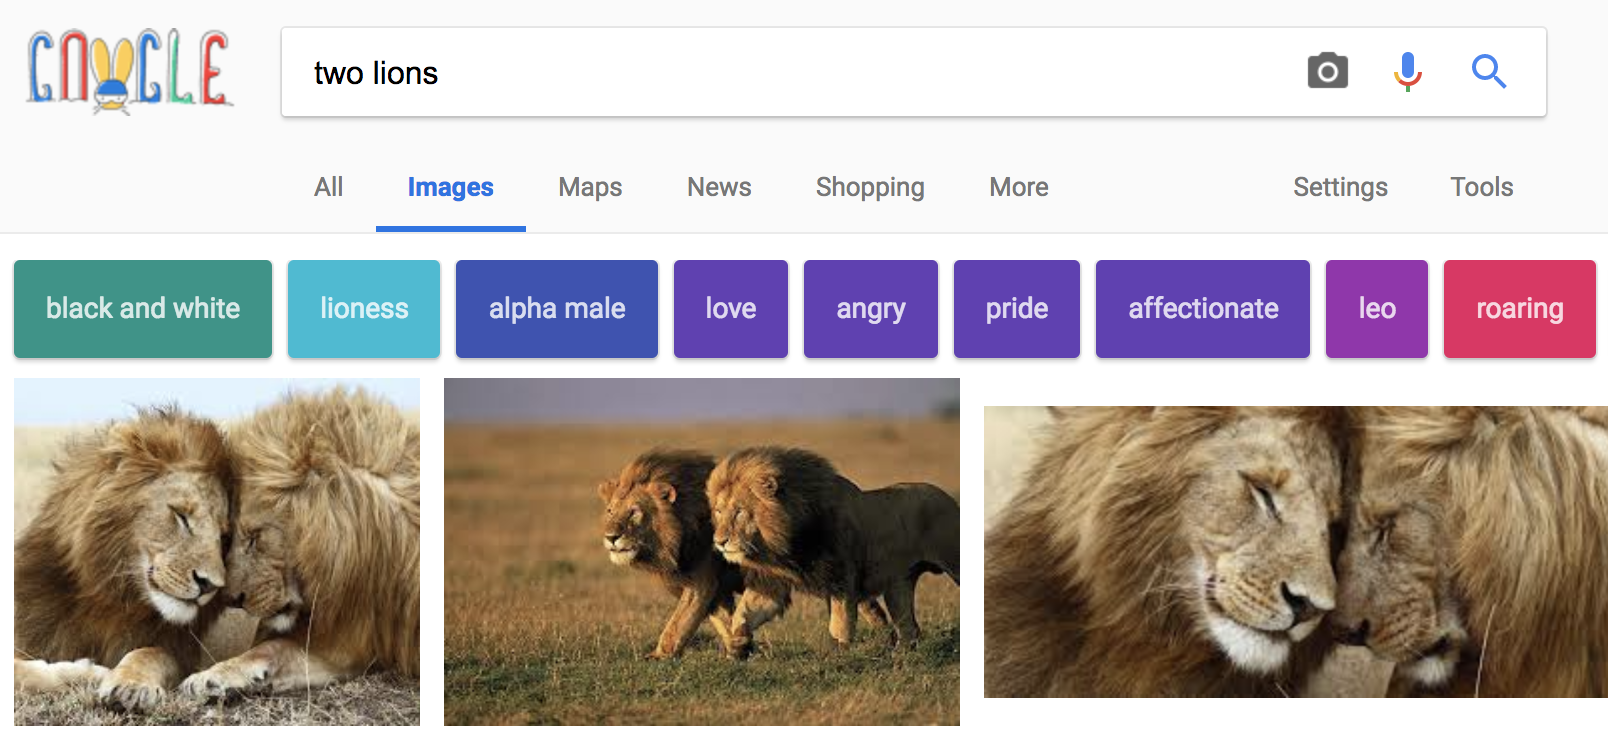 GOOGLE
two lions
All Images Maps News Shopping More Settings Tools
black and white lioness alpha male love angry pride affectionate leo roaring